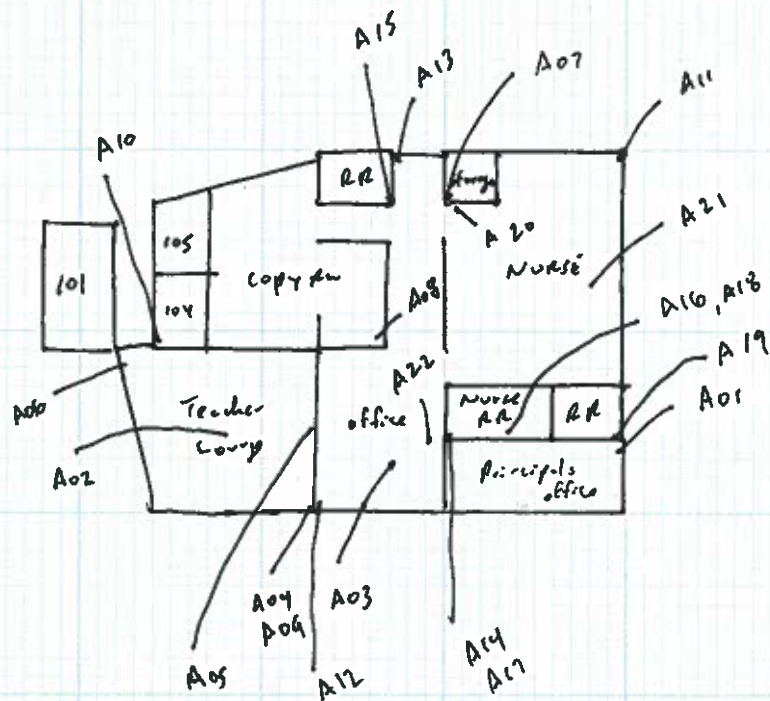 A15
A13
A07
A11
A10
RR
Storage
A20
A21
105
NURSE
101
Copy Rm
104
A08
A16, A18
A19
A22
A01
A06
Teacher
Lounge
office
NURSE
RR
RR
A02
Principals
office
A04
A09
A03
A05
A12
A14
A17